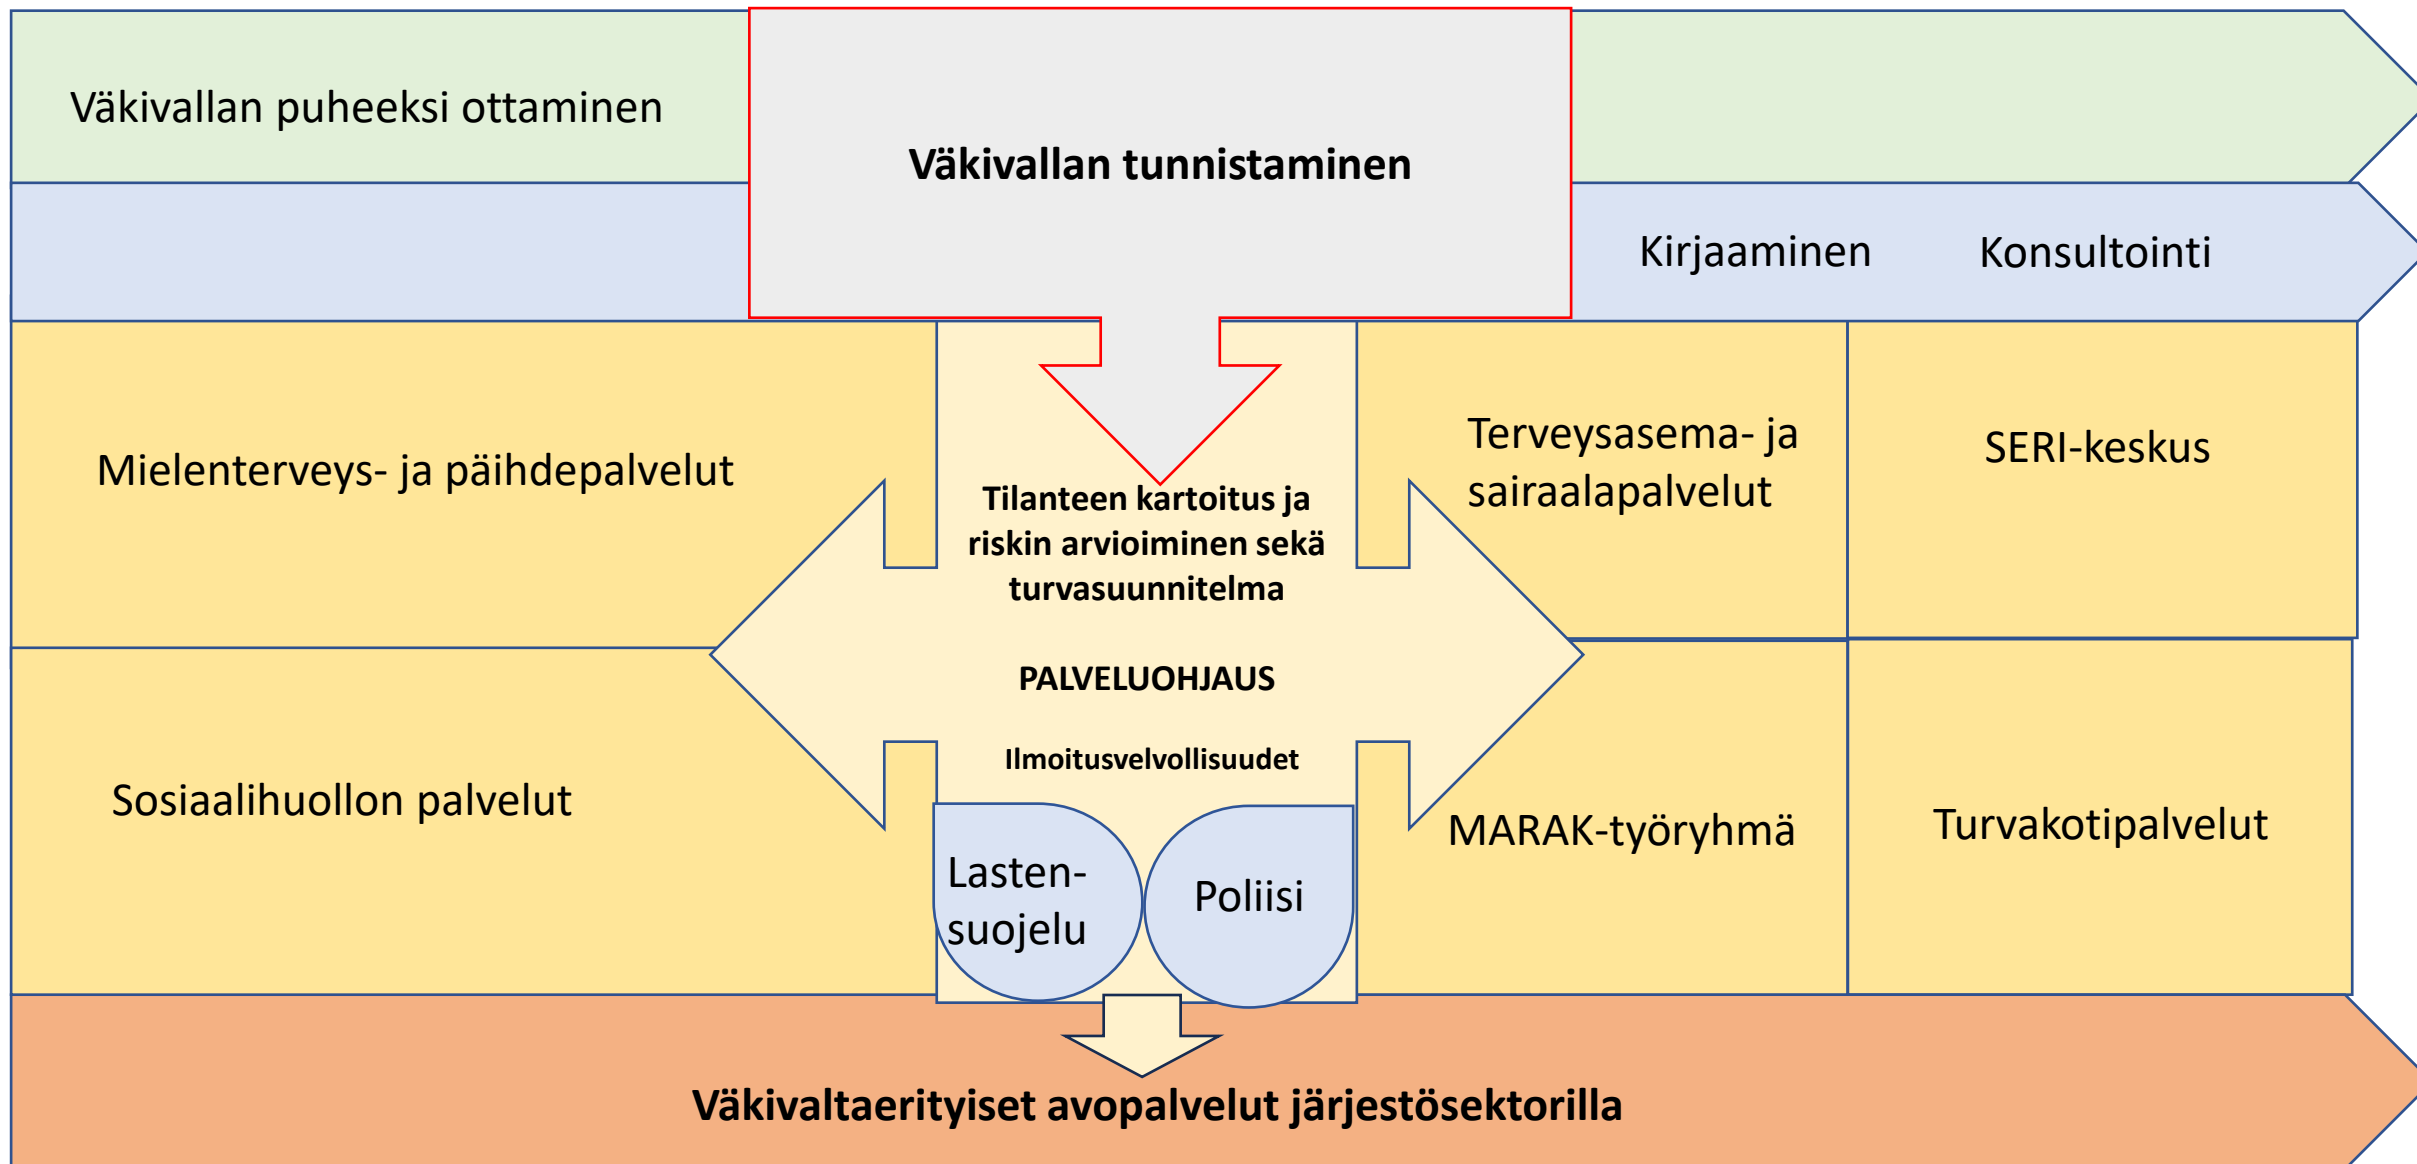 Väkivallan puheeksi ottaminen
Väkivallan tunnistaminen
Kirjaaminen
Konsultointi
Mielenterveys- ja päihdepalvelut
Sosiaalihuollon palvelut
Tilanteen kartoitus ja
riskin arvioiminen sekä
turvasuunnitelma
PALVELUOHJAUS
Ilmoitusvelvollisuudet
Lasten-
suojelu
Poliisi
Terveysasema- ja
sairaalapalvelut
SERI-keskus
MARAK-työryhmä
Turvakotipalvelut
Väkivaltaerityiset avopalvelut järjestösektorilla